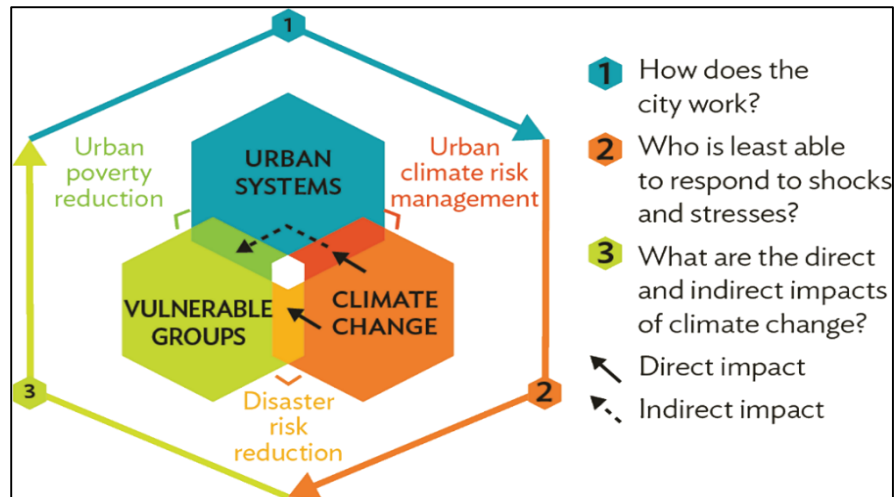 1
Urban
poverty
reduction
URBAN
SYSTEMS
Urban
climate risk
management
VULNERABLE
GROUPS
CLIMATE
CHANGE
3
2
Disaster
risk
reduction
1 How does the
city work?
2 Who is least able
to respond to shocks
and stresses?
3 What are the direct
and indirect impacts
of climate change?
Direct impact
Indirect impact